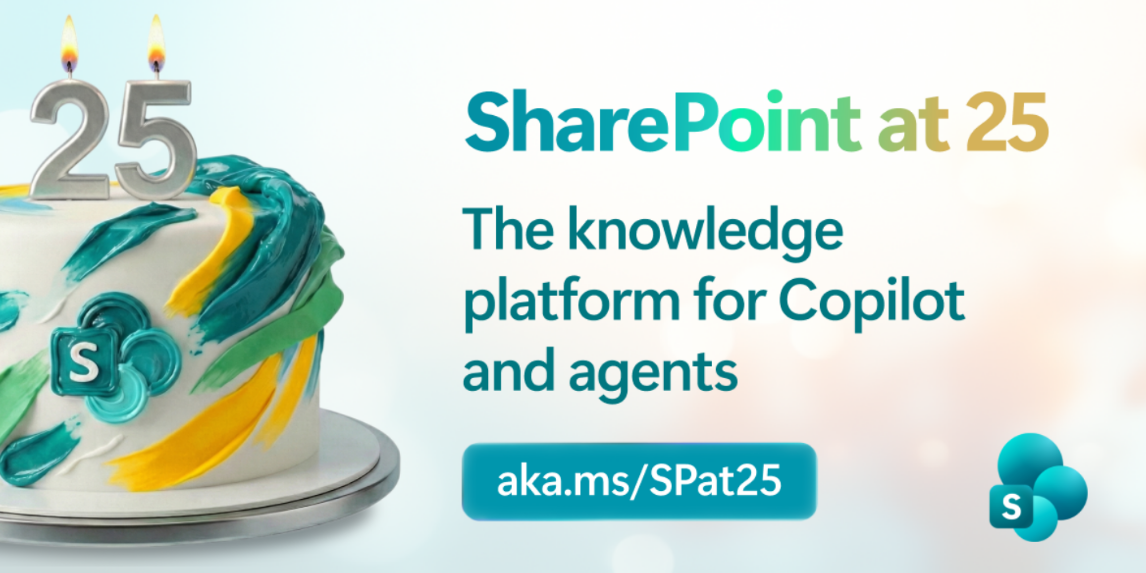 25
S
SharePoint at 25
The knowledge
platform for Copilot
and agents
aka.ms/SPat25
S